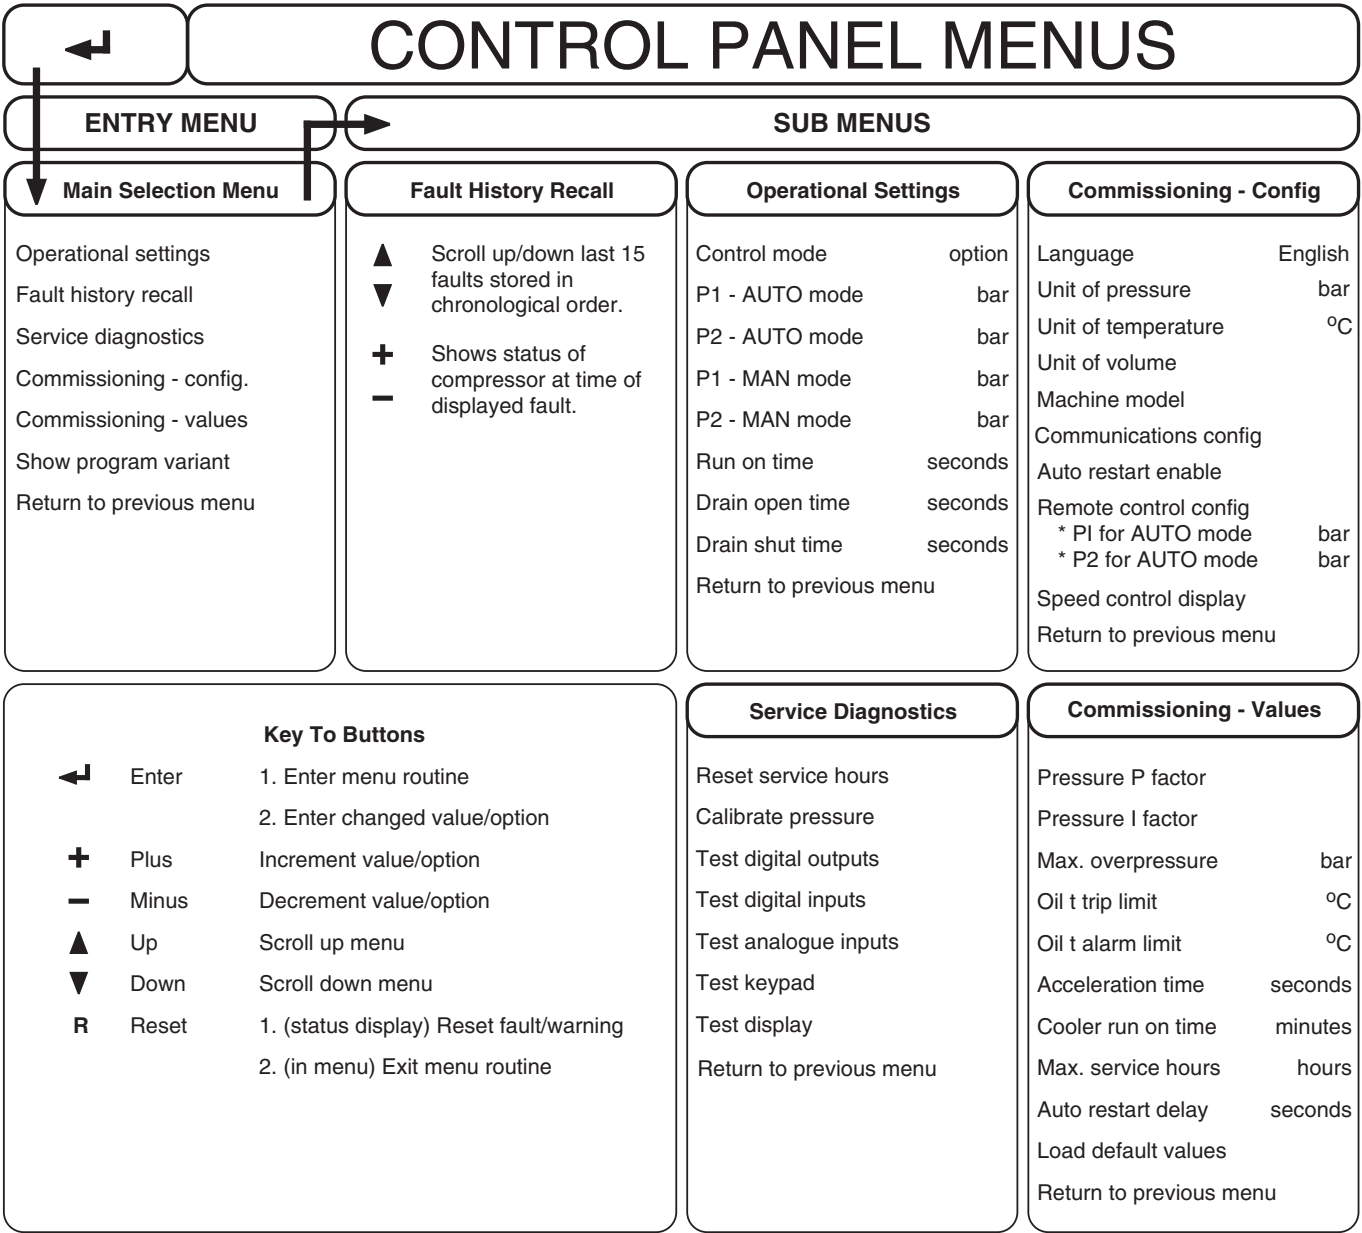 CONTROL PANEL MENUS
ENTRY MENU
SUB MENUS
Main Selection Menu
Operational settings
Fault history recall
Service diagnostics
Commissioning - config.
Commissioning - values
Show program variant
Return to previous menu
Fault History Recall
Scroll up/down last 15
faults stored in
chronological order.
Shows status of
compressor at time of
displayed fault.
Operational Settings
Control mode option
P1 - AUTO mode bar
P2 - AUTO mode bar
P1 - MAN mode bar
P2 - MAN mode bar
Run on time seconds
Drain open time seconds
Drain shut time seconds
Return to previous menu
Commissioning - Config
Language English
Unit of pressure bar
Unit of temperature ºC
Unit of volume
Machine model
Communications config
Auto restart enable
Remote control config
* PI for AUTO mode bar
* P2 for AUTO mode bar
Speed control display
Return to previous menu
Key To Buttons
Enter 1. Enter menu routine
2. Enter changed value/option
+ Plus Increment value/option
– Minus Decrement value/option
Up Scroll up menu
Down Scroll down menu
R Reset 1. (status display) Reset fault/warning
2. (in menu) Exit menu routine
Service Diagnostics
Reset service hours
Calibrate pressure
Test digital outputs
Test digital inputs
Test analogue inputs
Test keypad
Test display
Return to previous menu
Commissioning - Values
Pressure P factor
Pressure I factor
Max. overpressure bar
Oil t trip limit ºC
Oil t alarm limit ºC
Acceleration time seconds
Cooler run on time minutes
Max. service hours hours
Auto restart delay seconds
Load default values
Return to previous menu